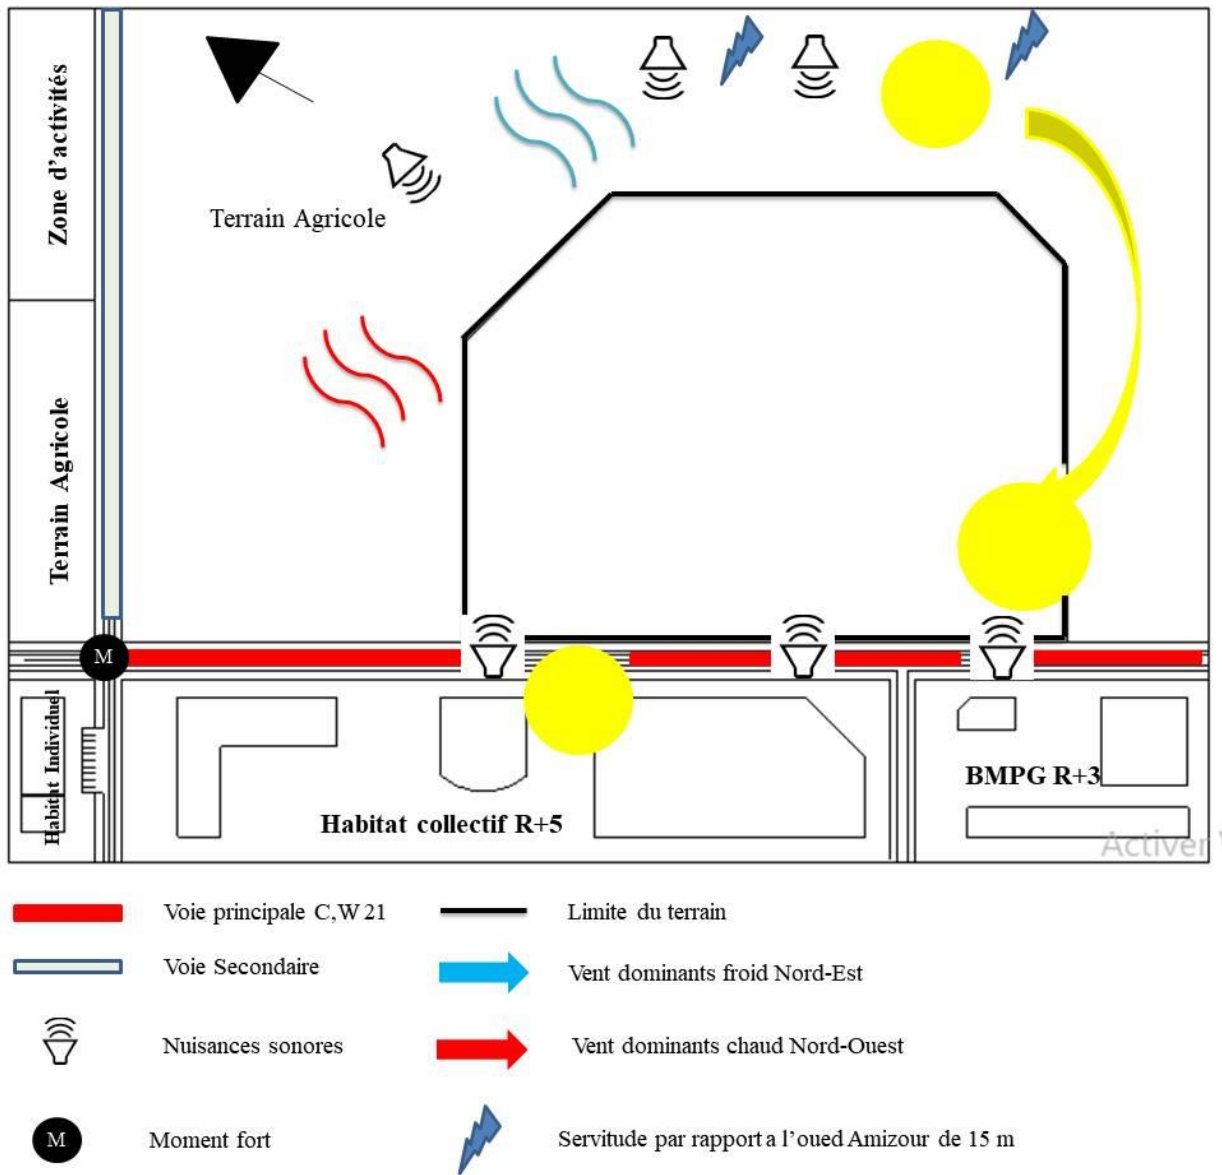 Zone d'activités
Terrain Agricole
Terrain Agricole
M
Habitat Individuel
Habitat collectif R+5
BMPG R+3
Activer
Voie principale C,W 21
Limite du terrain
Voie Secondaire
Vent dominants froid Nord-Est
Nuisances sonores
Vent dominants chaud Nord-Ouest
M
Moment fort
Servitude par rapport a l'oued Amizour de 15 m